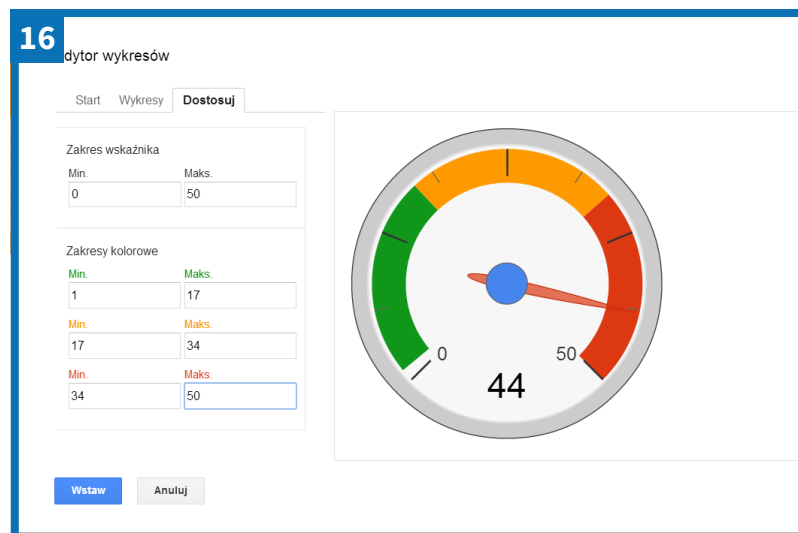 16
dytor wykresów
Start Wykresy Dostosuj
Zakres wskaźnika
Min. Maks.
0 50
Zakresy kolorowe
Min. Maks.
1 17
Min. Maks.
17 34
Min. Maks.
34 50
0 50
44
Wstaw Anuluj